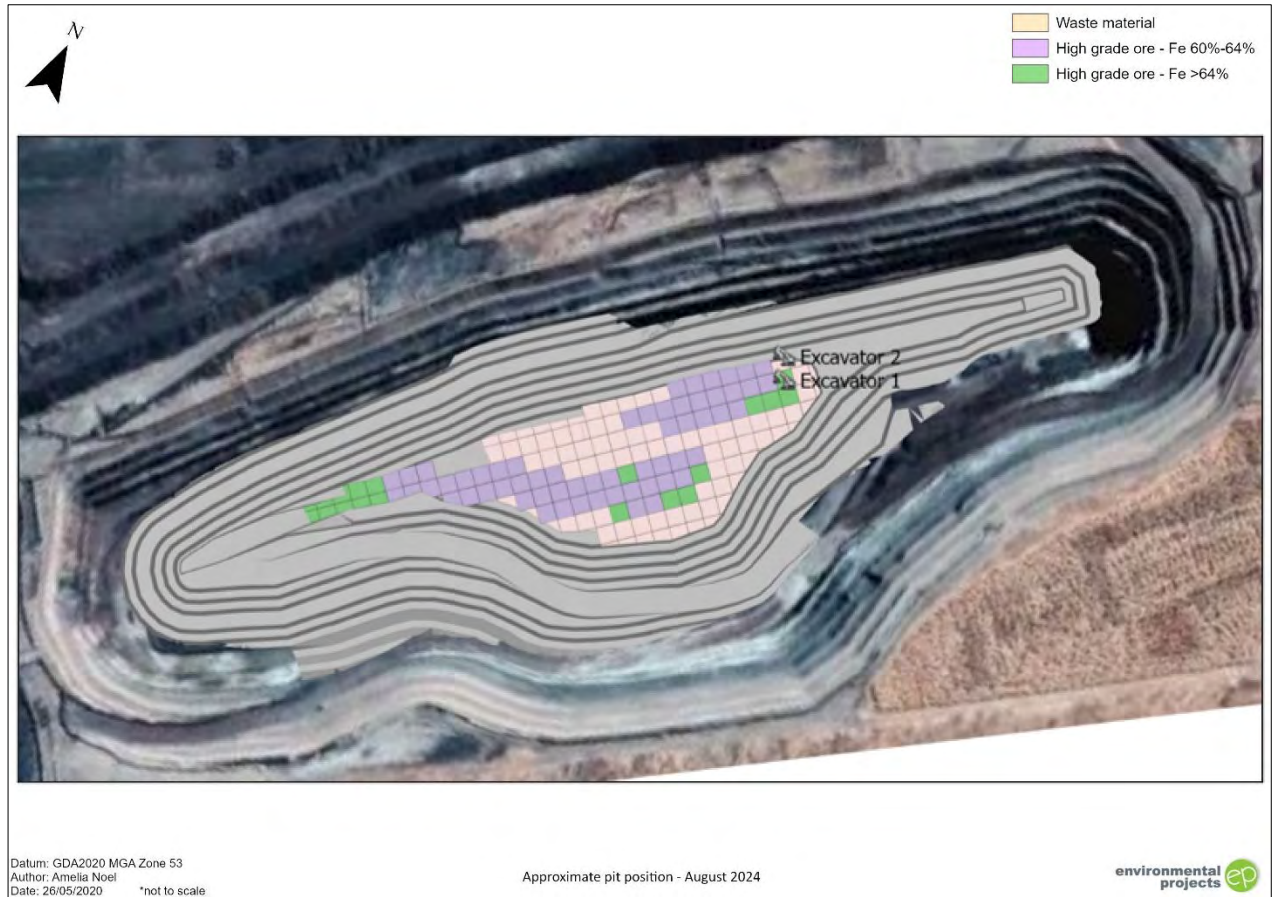 N
Waste material
High grade ore - Fe 60%-64%
High grade ore - Fe >64%
Excavator 2
Excavator 1
Datum: GDA2020 MGA Zone 53
Author: Amelia Noel
Date: 26/05/2020 *not to scale
Approximate pit position - August 2024
environmental
projects ep